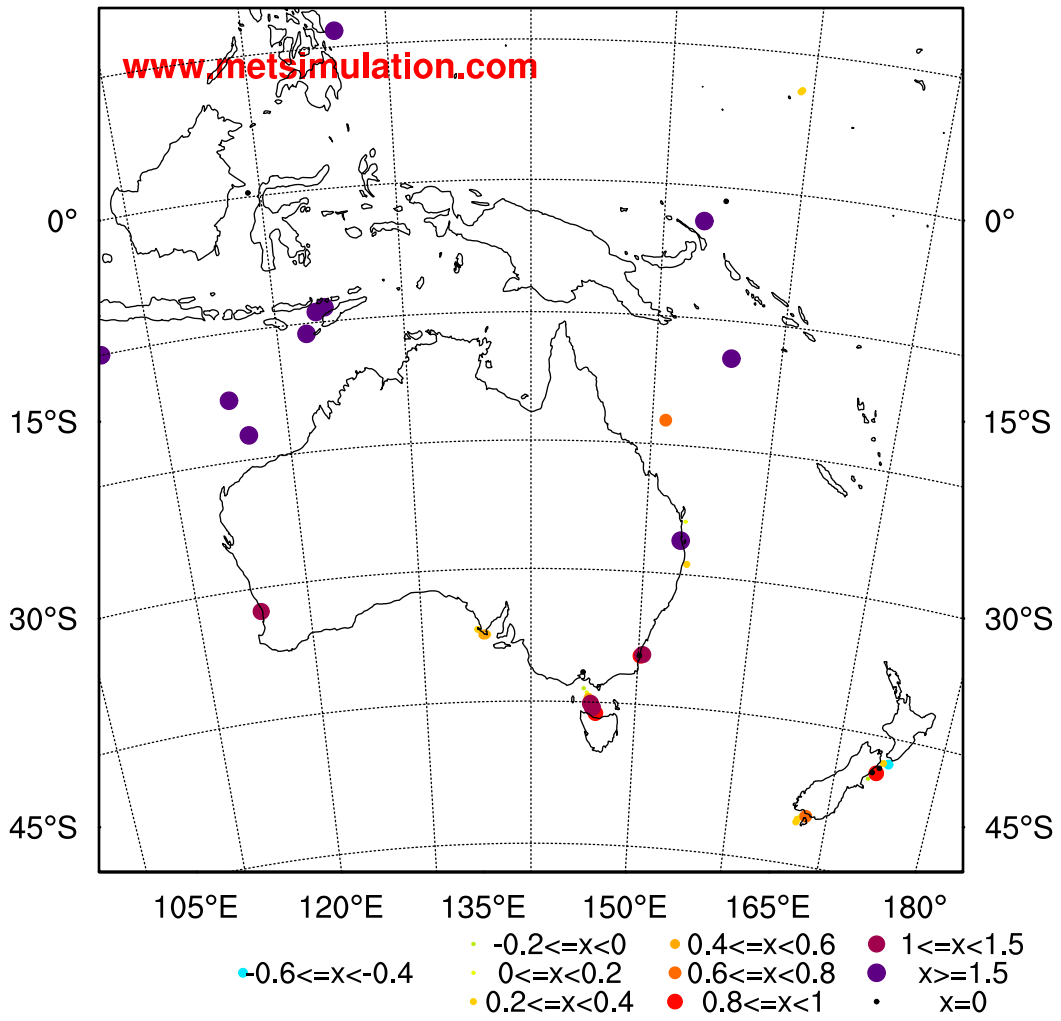 www.metsimulation.com
0° 0°
15°S 15°S
30°S 30°S
45°S 45°S
105°E 120°E 135°E 150°E 165°E 180°
-0.2<=x<0 0.4<=x<0.6 1<=x<1.5
-0.6<=x<-0.4 0<=x<0.2 0.6<=x<0.8 x>=1.5
0.2<=x<0.4 0.8<=x<1 x=0